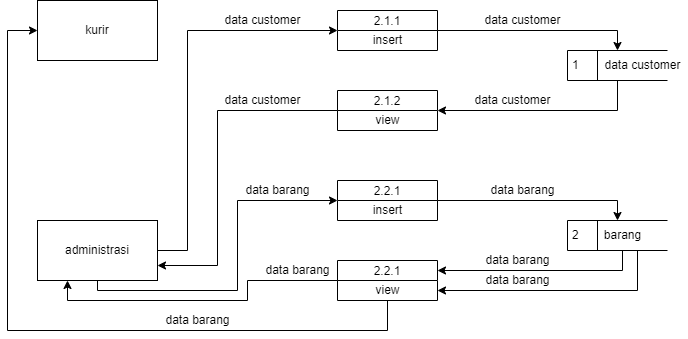 data customer
2.1.1
data customer
kurir
insert
1
data customer
data customer
2.1.2
data customer
view
data barang
2.2.1
data barang
insert
2
barang
administrasi
data barang
data barang
2.2.1
data barang
view
data barang